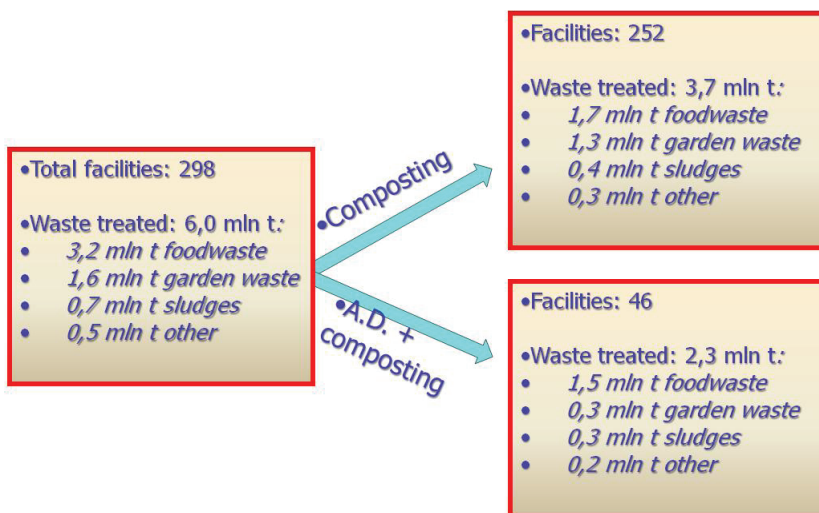 •Total facilities: 298
•Waste treated: 6,0 mln t:
• 3,2 mln t foodwaste
• 1,6 mln t garden waste
• 0,7 mln t sludges
• 0,5 mln t other
•Composting
•A.D. +
composting
•Facilities: 252
•Waste treated: 3,7 mln t:
• 1,7 mln t foodwaste
• 1,3 mln t garden waste
• 0,4 mln t sludges
• 0,3 mln t other
•Facilities: 46
•Waste treated: 2,3 mln t:
• 1,5 mln t foodwaste
• 0,3 mln t garden waste
• 0,3 mln t sludges
• 0,2 mln t other